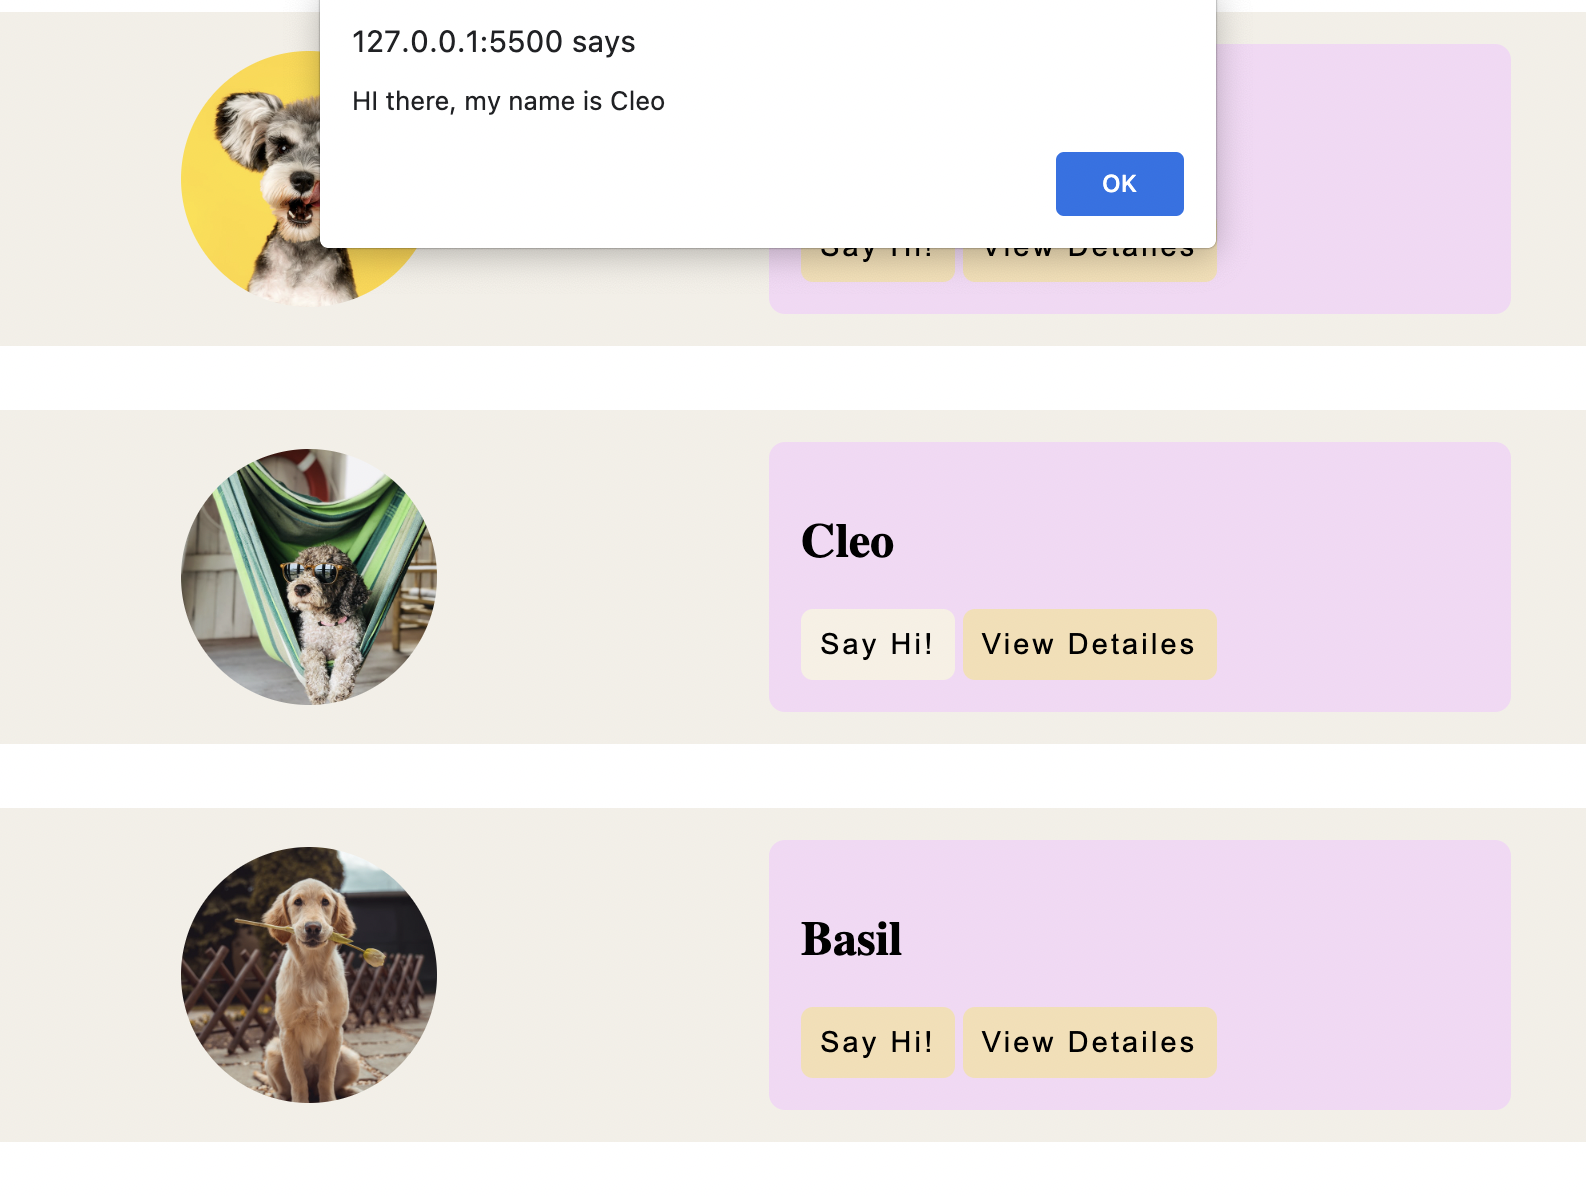 127.0.0.1:5500 says
HI there, my name is Cleo
OK
Say Hi! View Detailes
Cleo
Say Hi! View Detailes
Basil
Say Hi! View Detailes